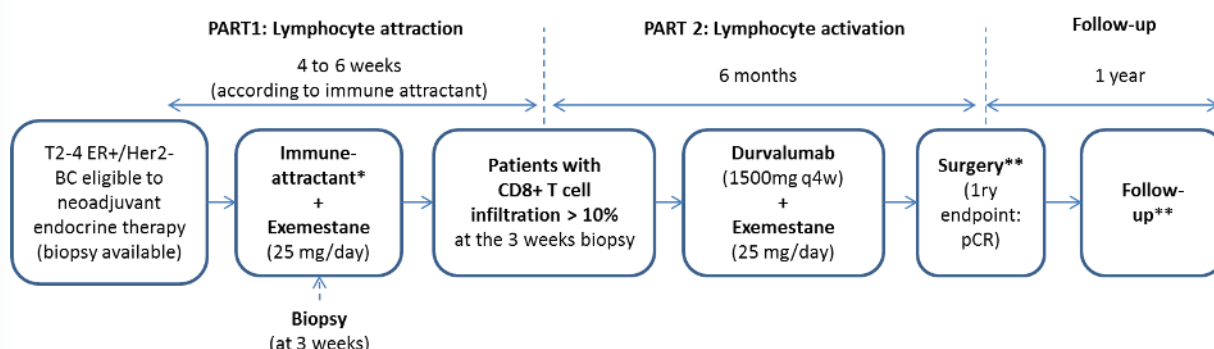 PART1: Lymphocyte attraction
PART 2: Lymphocyte activation
Follow-up
4 to 6 weeks
(according to immune attractant)
6 months
1 year
T2-4 ER+/Her2-
BC eligible to
neoadjuvant
endocrine therapy
(biopsy available)
Immune-
attractant*
+
Exemestane
(25 mg/day)
Patients with
CD8+ T cell
infiltration > 10%
at the 3 weeks biopsy
Durvalumab
(1500mg q4w)
+
Exemestane
(25 mg/day)
Surgery**
(1ry
endpoint:
pCR)
Follow-
up**
Biopsy
(at 3 weeks)